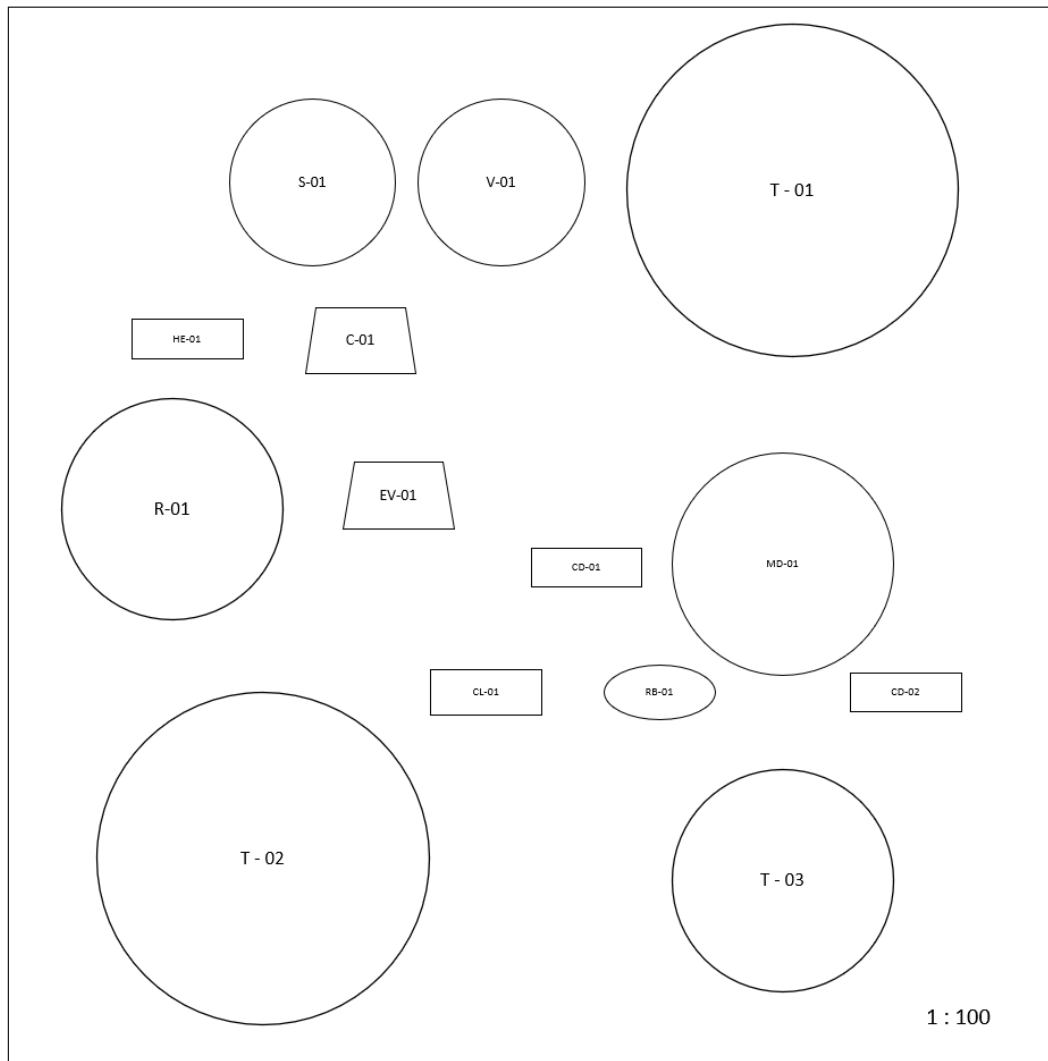 S-01
V-01
T - 01
HE-01
C-01
R-01
EV-01
CD-01
MD-01
CL-01
RB-01
CD-02
T - 02
T - 03
1 : 100